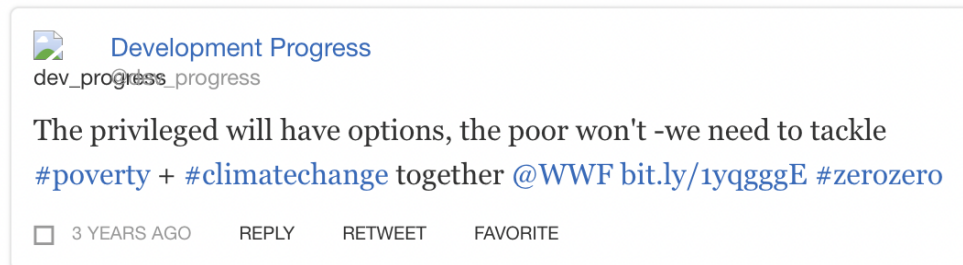 Development Progress
dev_progress @dev_progress
The privileged will have options, the poor won't -we need to tackle
#poverty + #climatechange together @WWF bit.ly/1yqgggE #zerozero
3 YEARS AGO REPLY RETWEET FAVORITE